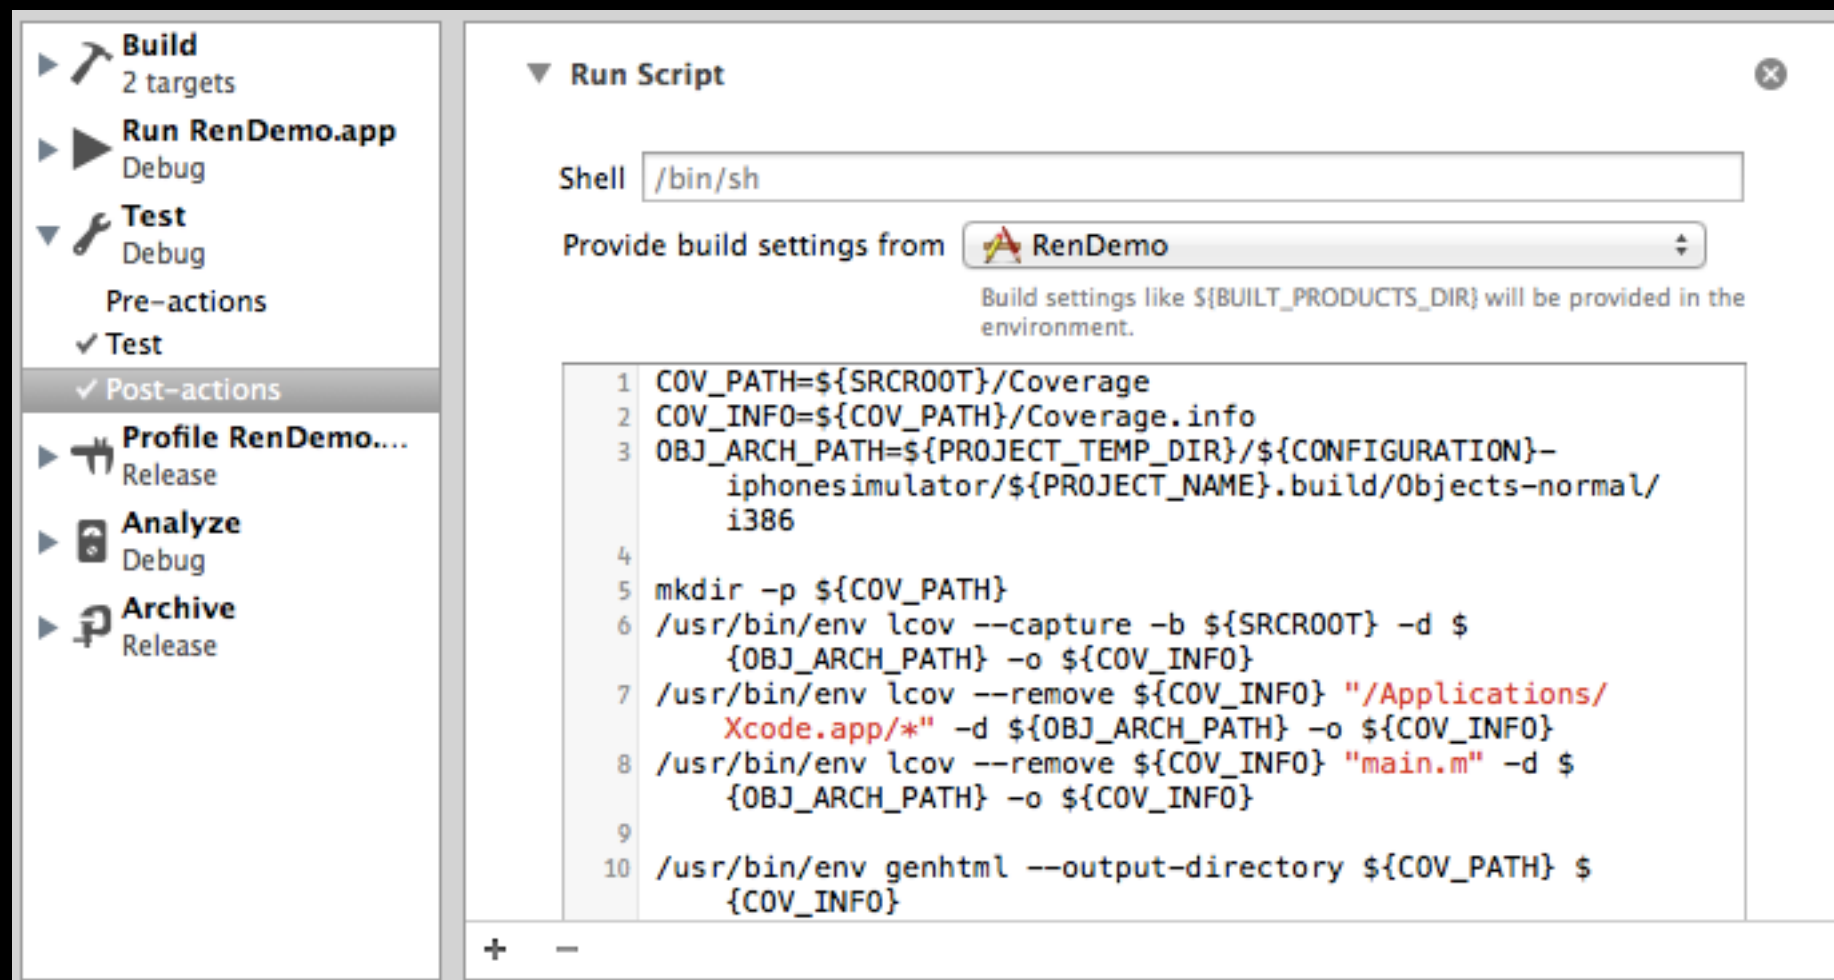 Build
2 targets
Run RenDemo.app
Debug
Test
Debug
Pre-actions
Test
Post-actions
Profile RenDemo....
Release
Analyze
Debug
Archive
Release
Run Script
Shell /bin/sh
Provide build settings from RenDemo
Build settings like ${BUILT_PRODUCTS_DIR} will be provided in the
environment.
1 COV_PATH=${SRCROOT}/Coverage
2 COV_INFO=${COV_PATH}/Coverage.info
3 OBJ_ARCH_PATH=${PROJECT_TEMP_DIR}/${CONFIGURATION}-
iphonesimulator/${PROJECT_NAME}.build/Objects-normal/
i386
4
5 mkdir -p ${COV_PATH}
6 /usr/bin/env lcov --capture -b ${SRCROOT} -d $
{OBJ_ARCH_PATH} -o ${COV_INFO}
7 /usr/bin/env lcov --remove ${COV_INFO} "/Applications/
Xcode.app/*" -d ${OBJ_ARCH_PATH} -o ${COV_INFO}
8 /usr/bin/env lcov --remove ${COV_INFO} "main.m" -d $
{OBJ_ARCH_PATH} -o ${COV_INFO}
9
10 /usr/bin/env genhtml --output-directory ${COV_PATH} $
{COV_INFO}